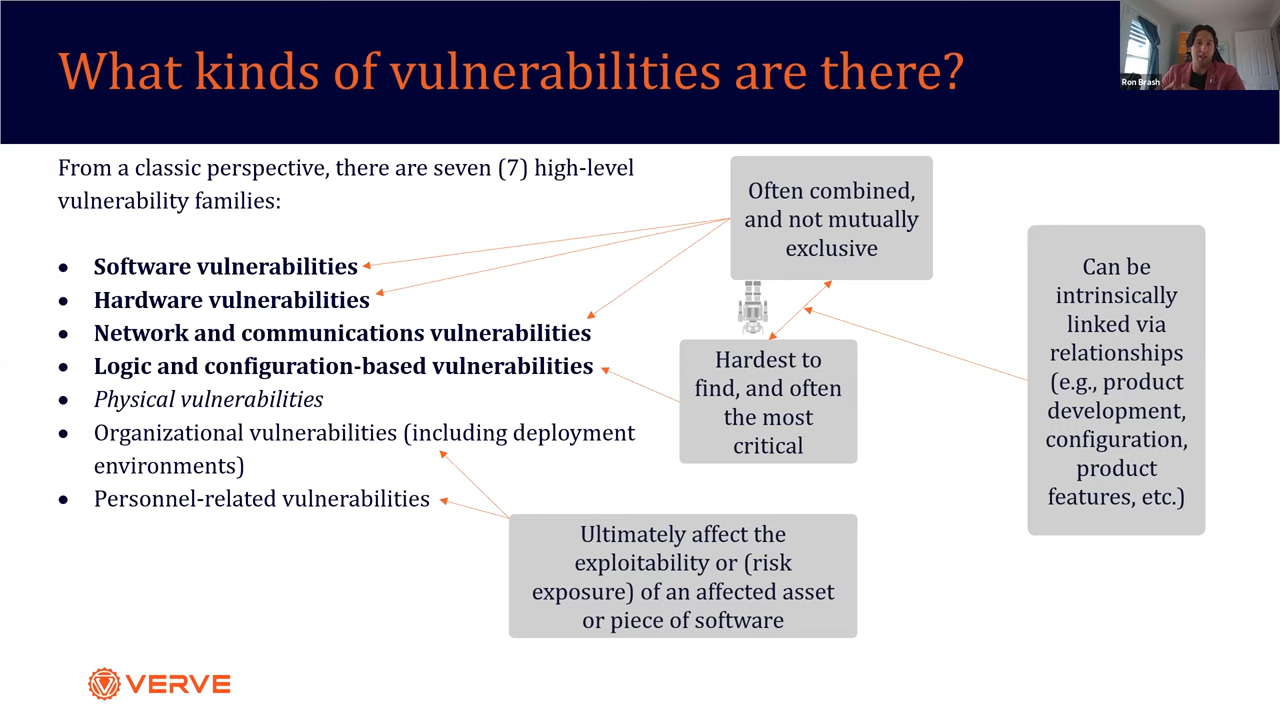 What kinds of vulnerabilities are there?
Ron Brash
From a classic perspective, there are seven (7) high-level
vulnerability families:
• Software vulnerabilities
• Hardware vulnerabilities
• Network and communications vulnerabilities
• Logic and configuration-based vulnerabilities
• Physical vulnerabilities
• Organizational vulnerabilities (including deployment
environments)
• Personnel-related vulnerabilities
Often combined,
and not mutually
exclusive
Hardest to
find, and often
the most
critical
Can be
intrinsically
linked via
relationships
(e.g., product
development,
configuration,
product
features, etc.)
Ultimately affect the
exploitability or (risk
exposure) of an affected asset
or piece of software
VERVE